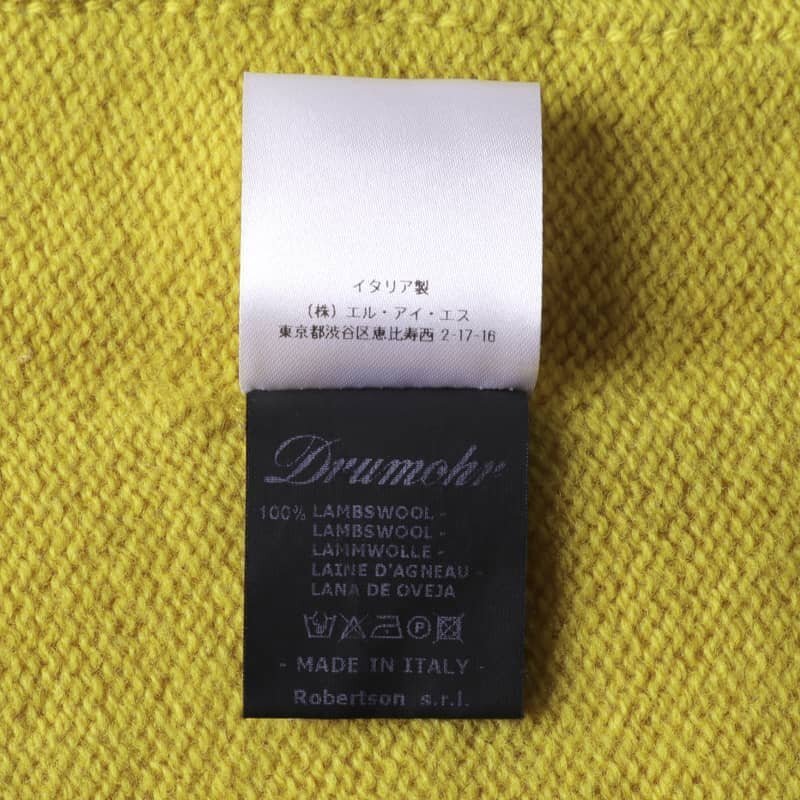 イタリア製
(株) エル・アイ・エス
東京都渋谷区恵比寿西 2-17-16
Drumohr
100% LAMBSWOOL -
LAMBSWOOL -
LAMMWOLLE -
LAINE D'AGNEAU -
LANA DE OVEJA
P
- MADE IN ITALY -
Robertson s.r.l.